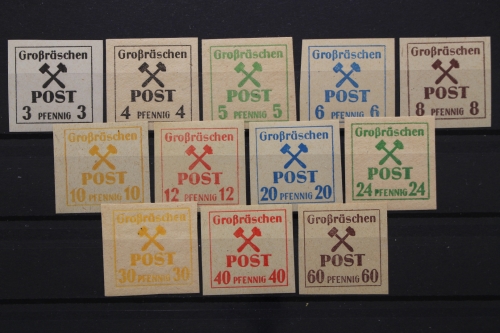 Großräschen
POST
3 PFENNIG 3
Großräschen
POST
4 PFENNIG 4
Großräschen
POST
5 PFENNIG 5
Großräschen
POST
6 PFENNIG 6
Großräschen
POST
8 PFENNIG 8
Großräschen
POST
10 PFENNIG 10
Großräschen
POST
12 PFENNIG 12
Großräschen
POST
20 PFENNIG 20
Großräschen
POST
24 PFENNIG 24
Großräschen
POST
30 PFENNIG 30
Großräschen
POST
40 PFENNIG 40
Großräschen
POST
60 PFENNIG 60